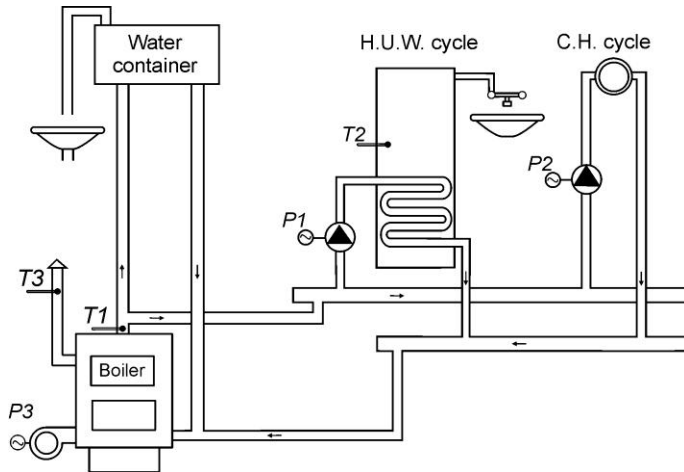 Water
container
H.U.W. cycle
C.H. cycle
T2
P2
P1
T3
T1
Boiler
P3